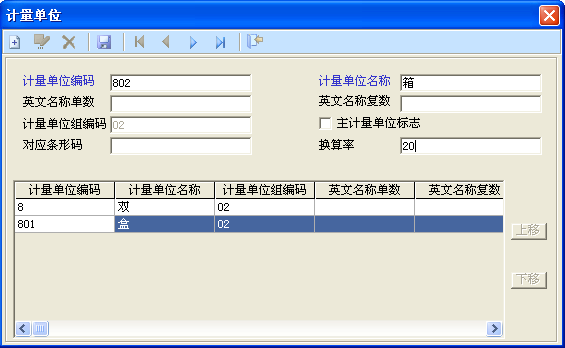 计量单位
计量单位编码 802 计量单位名称 箱
英文名称单数 英文名称复数
计量单位组编码 02 主计量单位标志
对应条形码 换算率 20
计量单位编码 计量单位名称 计量单位组编码 英文名称单数 英文名称复数
8 双 02
801 盒 02
上移
下移